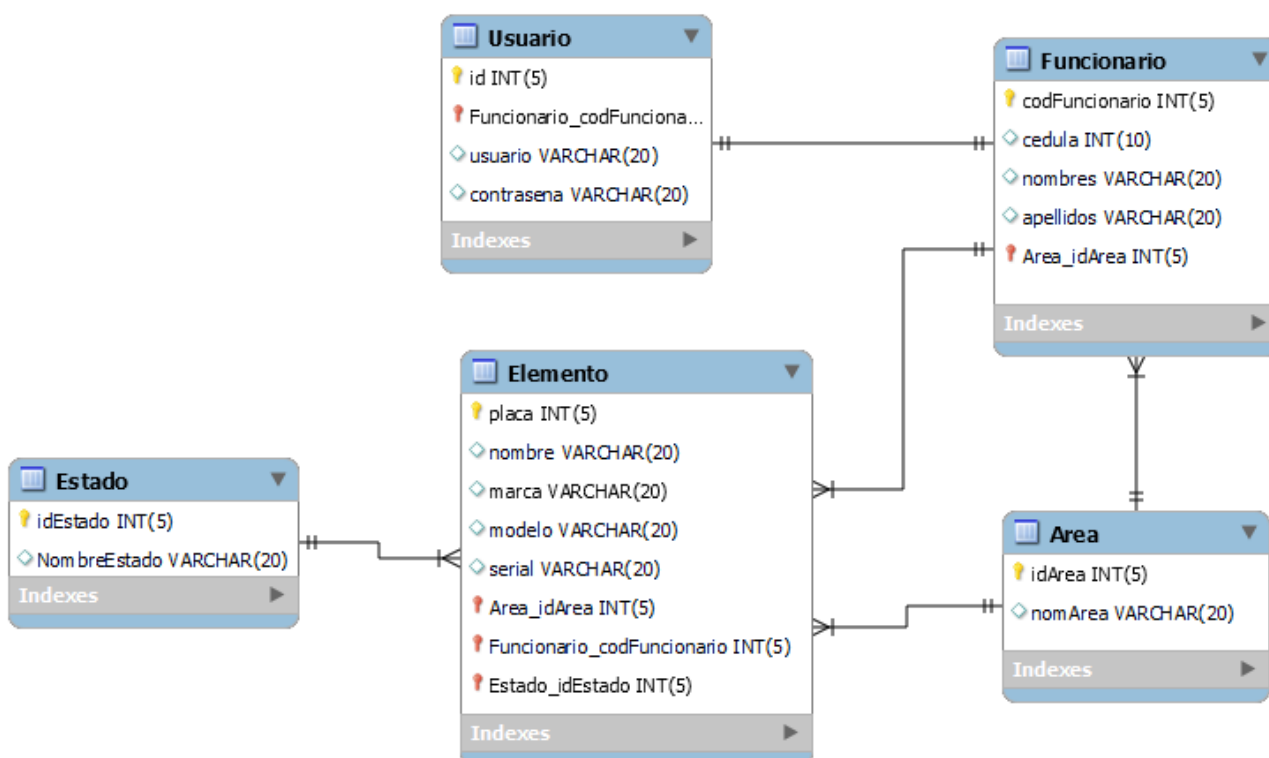 Usuario
id INT(5)
Funcionario_codFunciona...
usuario VARCHAR(20)
contrasena VARCHAR(20)
Indexes
Funcionario
codFuncionario INT(5)
cedula INT(10)
nombres VARCHAR(20)
apellidos VARCHAR(20)
Area_idArea INT(5)
Indexes
Elemento
placa INT(5)
nombre VARCHAR(20)
marca VARCHAR(20)
modelo VARCHAR(20)
serial VARCHAR(20)
Area_idArea INT(5)
Funcionario_codFuncionario INT(5)
Estado_idEstado INT(5)
Indexes
Estado
idEstado INT(5)
NombreEstado VARCHAR(20)
Indexes
Area
idArea INT(5)
nomArea VARCHAR(20)
Indexes